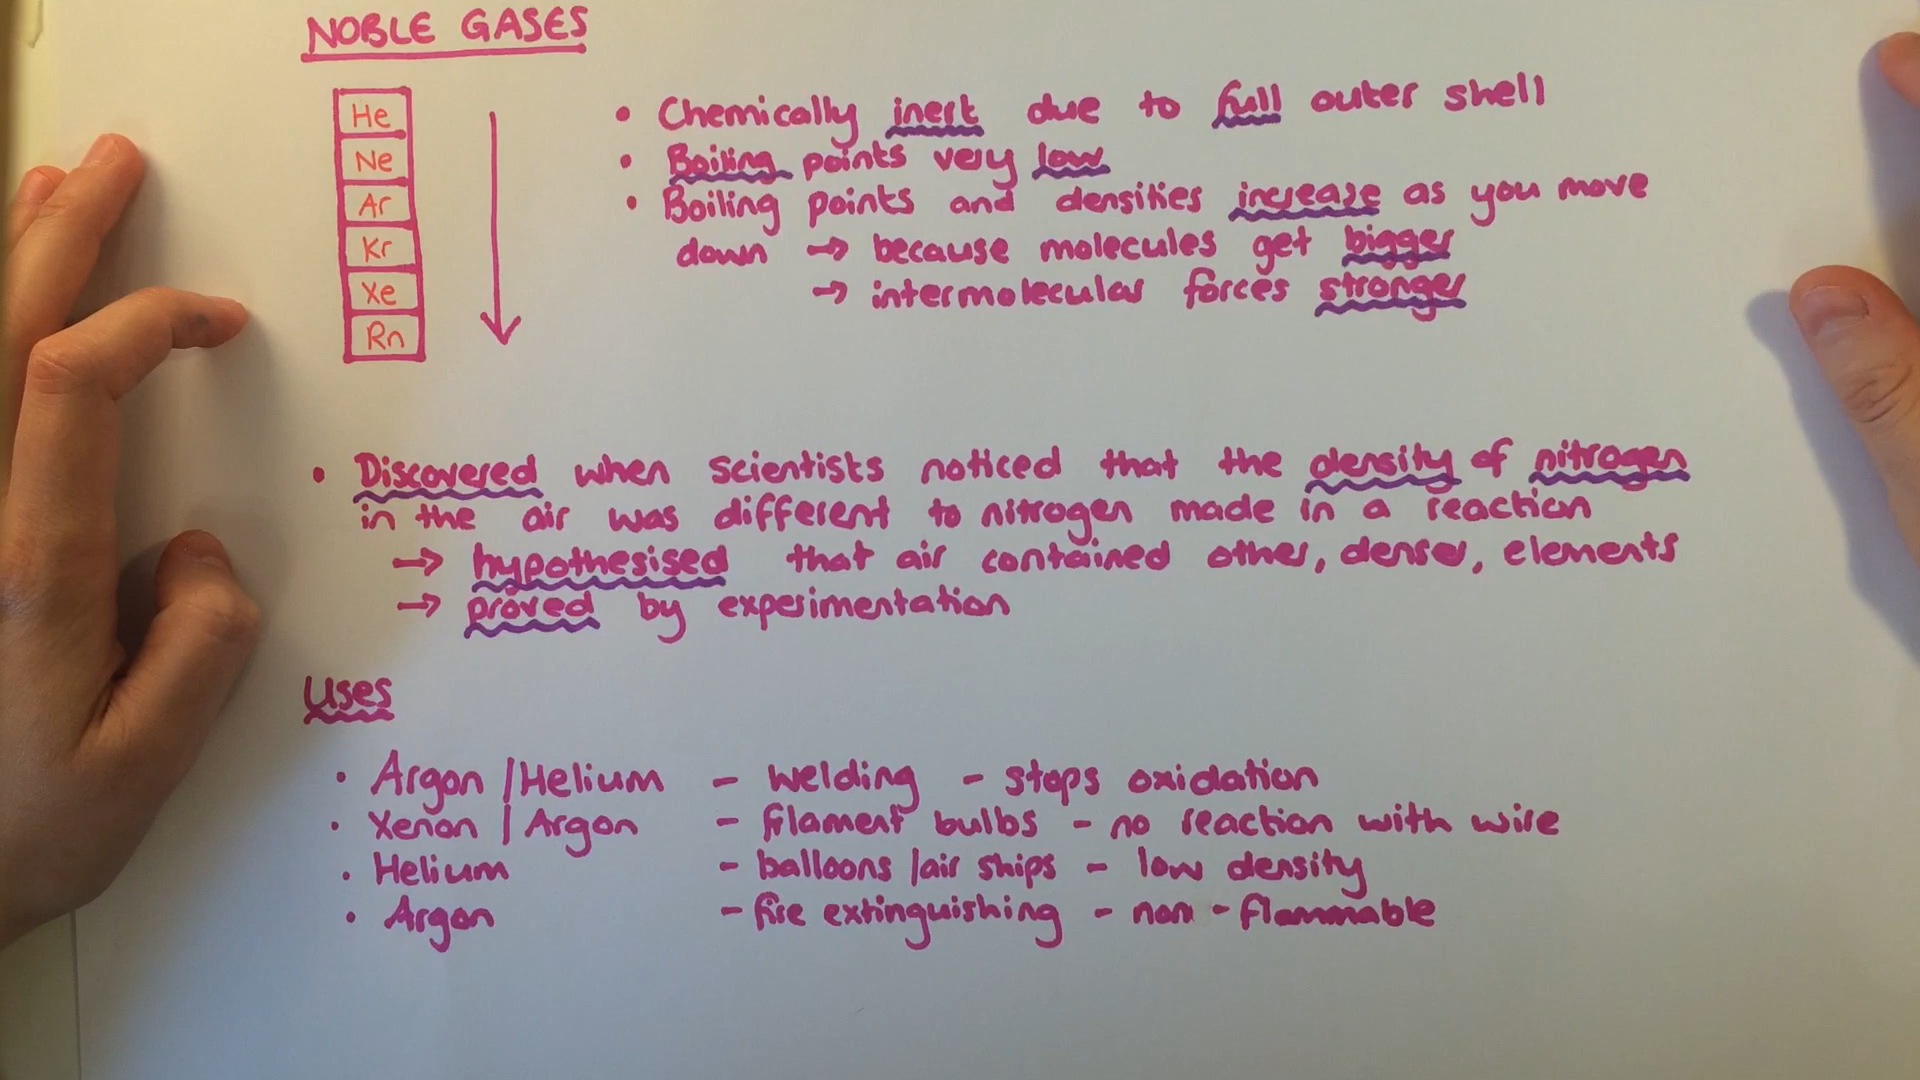 NOBLE GASES
He
Ne
Ar
Kr
Xe
Rn
• Chemically inert due to full outer shell
• Boiling points very low
• Boiling points and densities increase as you move
down → because molecules get bigger
→ intermolecular forces stronger
• Discovered when scientists noticed that the density of nitrogen
in the air was different to nitrogen made in a reaction
→ hypothesised that air contained other, denser, elements
→ proved by experimentation
Uses
• Argon / Helium - welding - stops oxidation
• Xenon / Argon - filament bulbs - no reaction with wire
• Helium - balloons / air ships - low density
• Argon - fire extinguishing - non-flammable